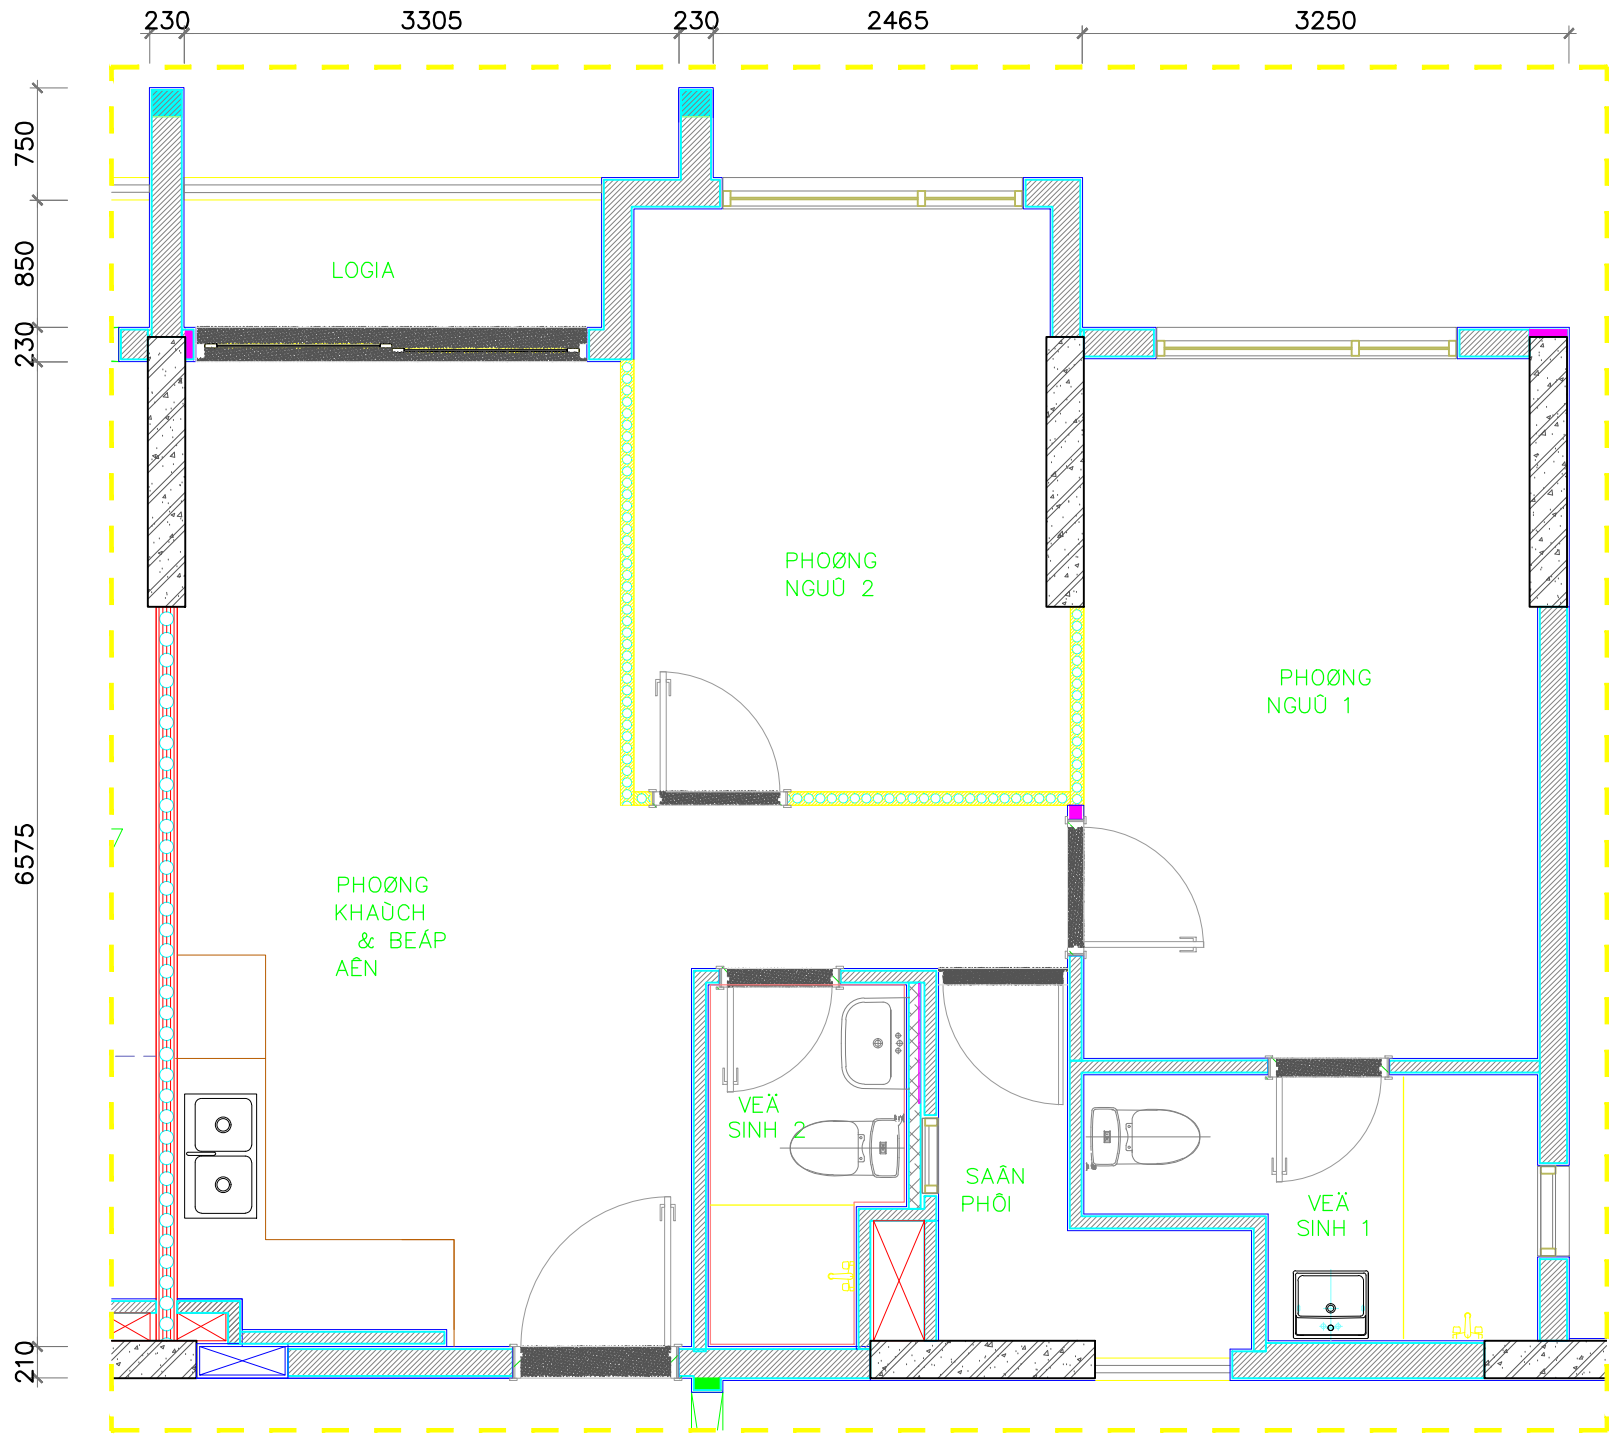 230
3305
230
2465
3250
750
850
230
6575
210
LOGIA
PHOØNG
NGUÛ 2
PHOØNG
NGUÛ 1
7
PHOØNG
KHAÙCH
& BEÁP
AÊN
VEÄ
SINH 2
SAÂN
PHÔI
VEÄ
SINH 1